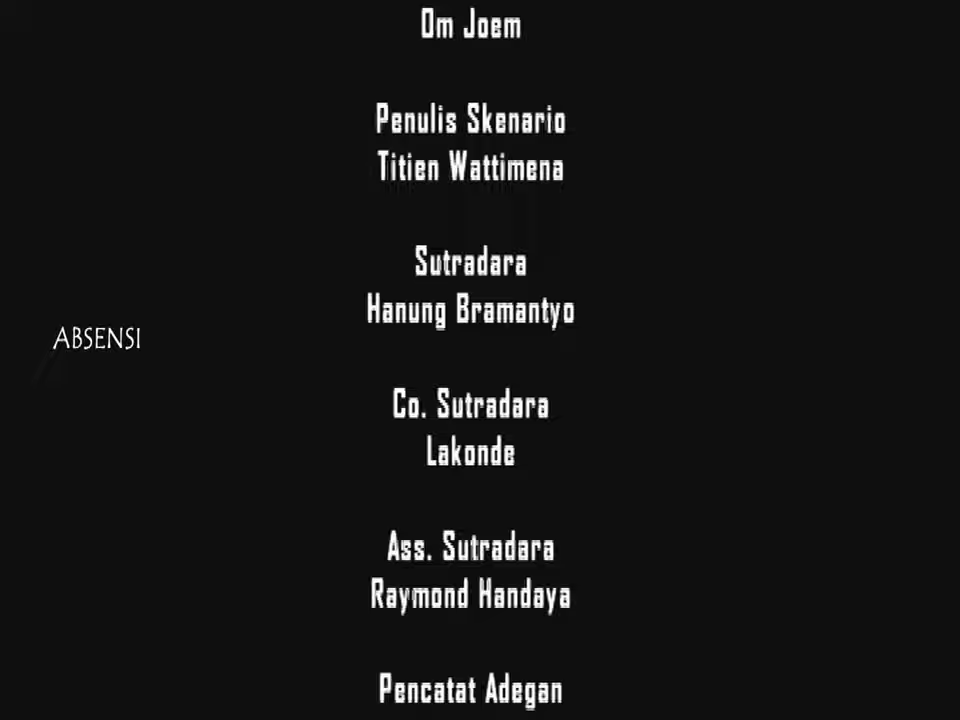 Om Joem
Penulis Skenario
Titien Wattimena
Sutradara
Hanung Bramantyo
ABSENSI
Co. Sutradara
Lakonde
Ass. Sutradara
Raymond Handaya
Pencatat Adegan